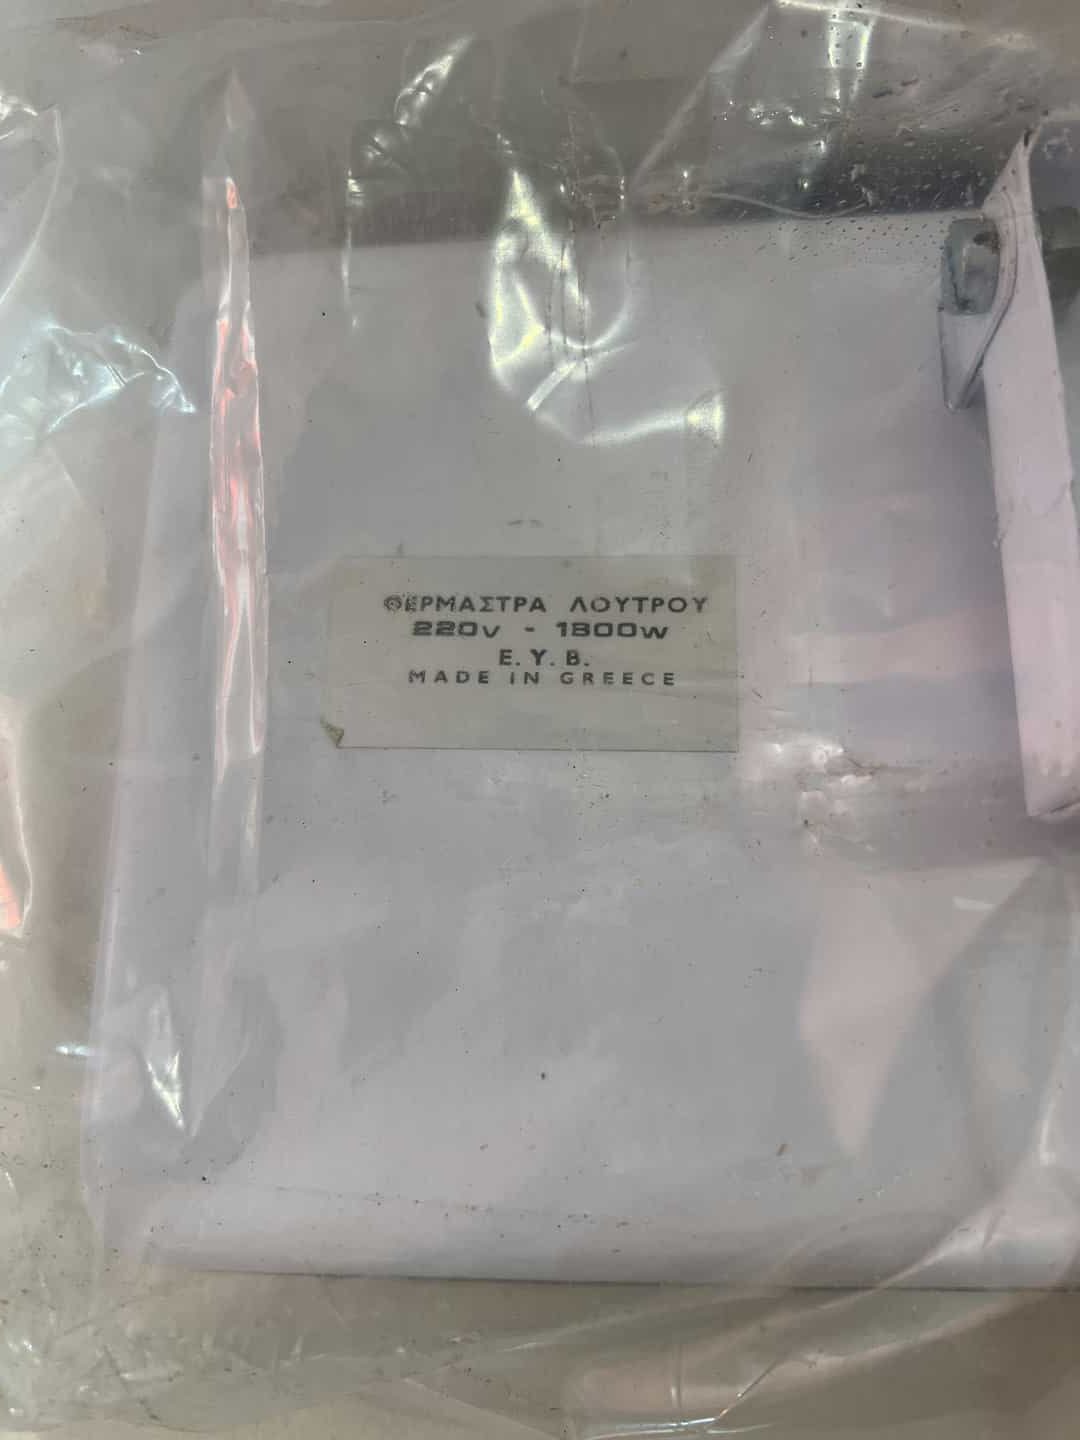 ΘΕΡΜΑΣΤΡΑ ΛΟΥΤΡΟΥ
220v - 1800w
Ε. Υ. Β.
MADE IN GREECE